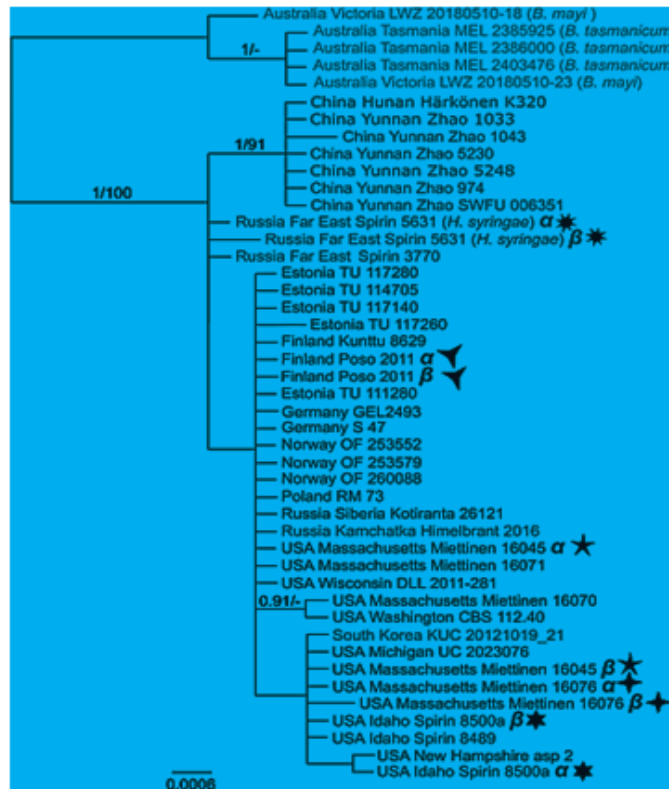 Australia Victoria LWZ 20180510-18 (B. mayi )
Australia Tasmania MEL 2385925 (B. tasmanicum
1/-
Australia Tasmania MEL 2386000 (B. tasmanicum
Australia Tasmania MEL 2403476 (B. tasmanicum
Australia Victoria LWZ 20180510-23 (B. mayi)
China Hunan Härkönen K320
China Yunnan Zhao 1033
China Yunnan Zhao 1043
1/91
China Yunnan Zhao 5230
China Yunnan Zhao 5248
China Yunnan Zhao 974
1/100
China Yunnan Zhao SWFU 006351
Russia Far East Spirin 5631 (H. syringae) α
Russia Far East Spirin 5631 (H. syringae) β
Russia Far East Spirin 3770
Estonia TU 117280
Estonia TU 114705
Estonia TU 117140
Estonia TU 117260
Finland Kunttu 8629
Finland Poso 2011 α
Finland Poso 2011 β
Estonia TU 111280
Germany GEL2493
Germany S 47
Norway OF 253552
Norway OF 253579
Norway OF 260088
Poland RM 73
Russia Siberia Kotiranta 26121
Russia Kamchatka Himelbrant 2016
USA Massachusetts Miettinen 16045 α
USA Massachusetts Miettinen 16071
USA Wisconsin DLL 2011-281
0.91/-
USA Massachusetts Miettinen 16070
USA Washington CBS 112.40
South Korea KUC 20121019_21
USA Michigan UC 2023076
USA Massachusetts Miettinen 16045 β
USA Massachusetts Miettinen 16076 α
USA Massachusetts Miettinen 16076 β
USA Idaho Spirin 8500a β
USA Idaho Spirin 8489
USA New Hampshire asp 2
USA Idaho Spirin 8500a α
0.0006